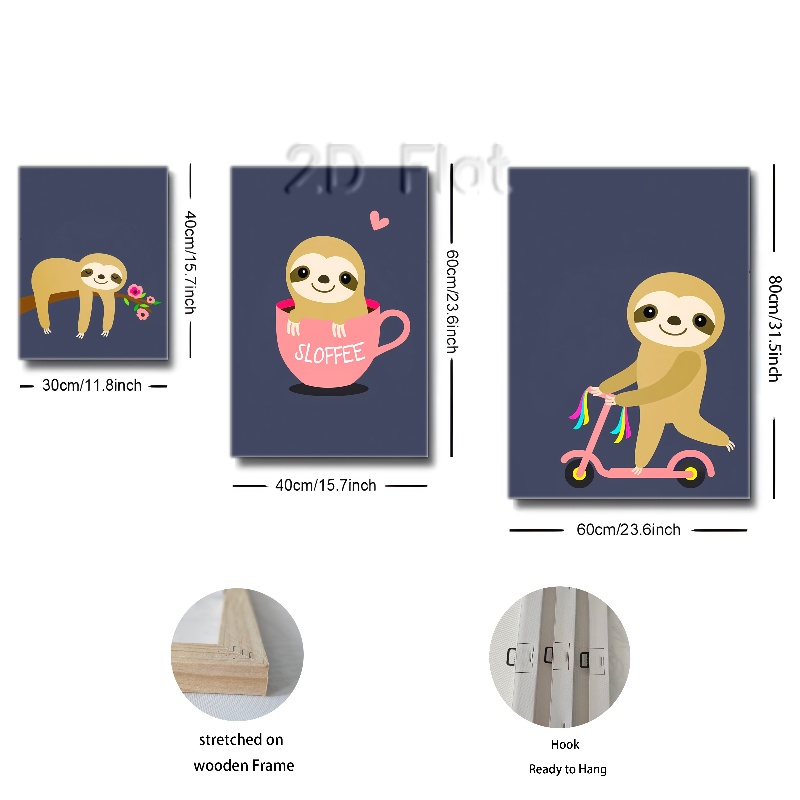 2D Flat
40cm/15.7inch
30cm/11.8inch
SLOFFEE
60cm/23.6inch
40cm/15.7inch
80cm/31.5inch
60cm/23.6inch
stretched on
wooden Frame
Hook
Ready to Hang